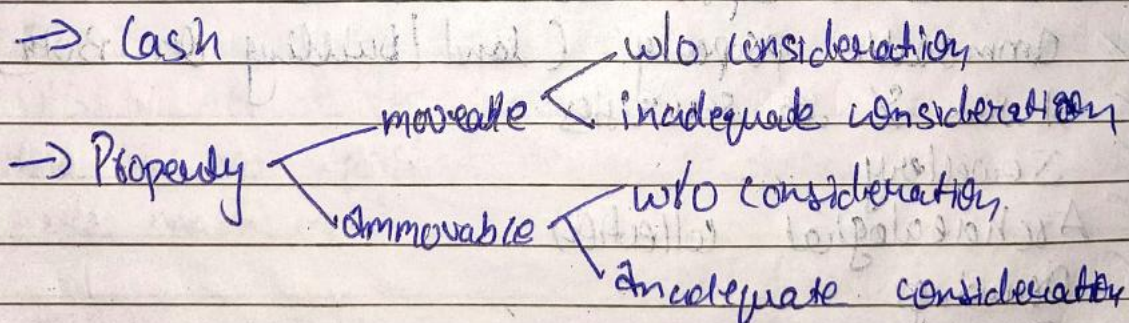 → Cash
w/o consideration
moveable
inadequate consideration
→ Property
w/o consideration.
Immovable
Inadequate consideration